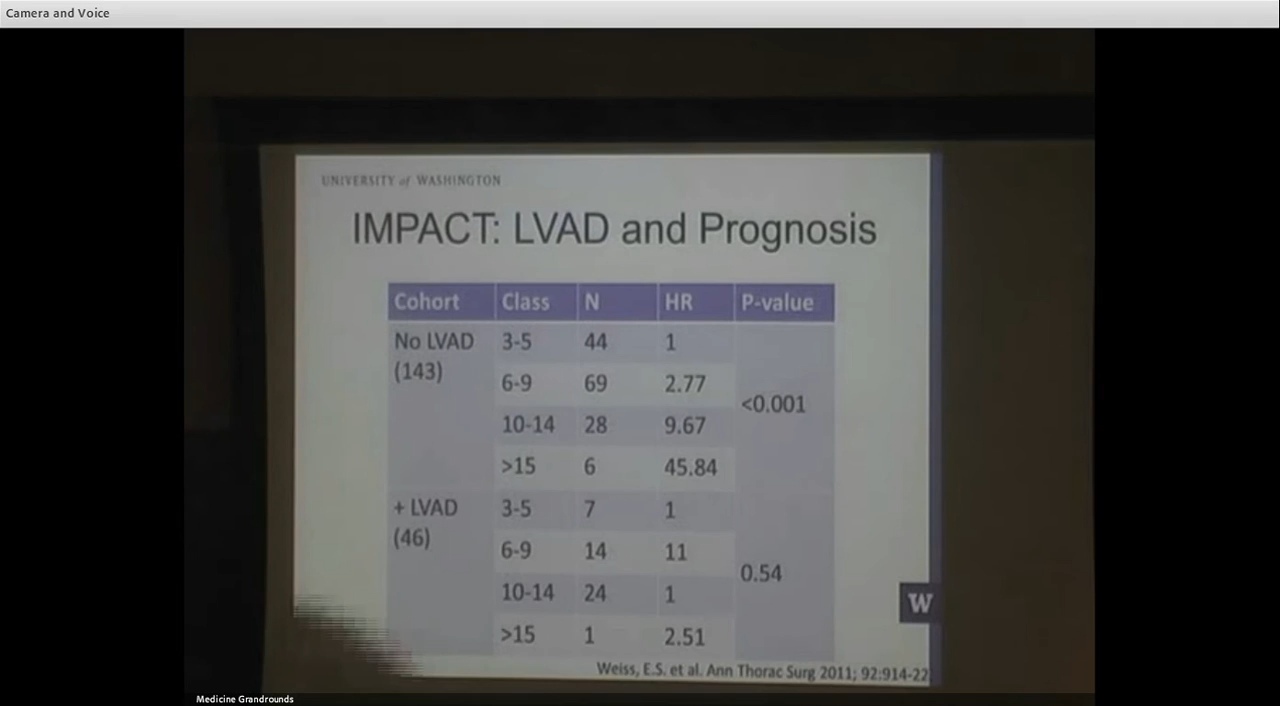 Camera and Voice
UNIVERSITY of WASHINGTON
IMPACT: LVAD and Prognosis
Cohort Class N HR P-value
No LVAD 3-5 44 1
(143)
6-9 69 2.77
<0.001
10-14 28 9.67
>15 6 45.84
+ LVAD 3-5 7 1
(46)
6-9 14 11
0.54
10-14 24 1
W
>15 1 2.51
Weiss, E.S. et al. Ann Thorac Surg 2011; 92:914-22
Medicine Grandrounds